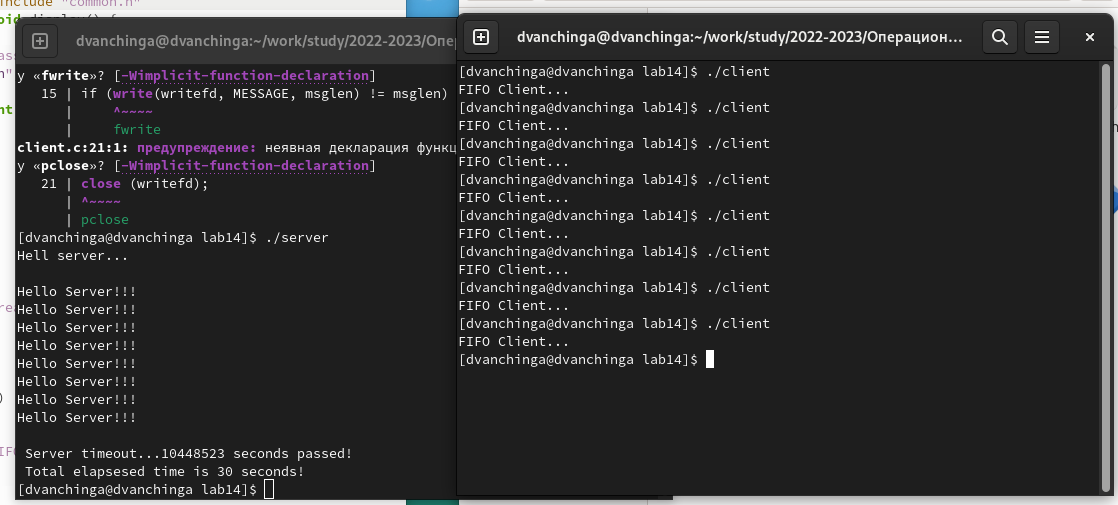 include "common.h"
dvanchinga@dvanchinga:~/work/study/2022-2023/Опе
y «fwrite»? [-Wimplicit-function-declaration]
15 | if (write(writefd, MESSAGE, msglen) != msglen)
| ^~~~~
| fwrite
client.c:21:1: предупреждение: неявная декларация функц
y «pclose»? [-Wimplicit-function-declaration]
21 | close (writefd);
| ^~~~~
| pclose
[dvanchinga@dvanchinga lab14]$ ./server
Hell server...
Hello Server!!!
Hello Server!!!
Hello Server!!!
Hello Server!!!
Hello Server!!!
Hello Server!!!
Hello Server!!!
Hello Server!!!
Server timeout...10448523 seconds passed!
Total elapsesed time is 30 seconds!
[dvanchinga@dvanchinga lab14]$
dvanchinga@dvanchinga:~/work/study/2022-2023/Операцион...
[dvanchinga@dvanchinga lab14]$ ./client
FIFO Client...
[dvanchinga@dvanchinga lab14]$ ./client
FIFO Client...
[dvanchinga@dvanchinga lab14]$ ./client
FIFO Client...
[dvanchinga@dvanchinga lab14]$ ./client
FIFO Client...
[dvanchinga@dvanchinga lab14]$ ./client
FIFO Client...
[dvanchinga@dvanchinga lab14]$ ./client
FIFO Client...
[dvanchinga@dvanchinga lab14]$ ./client
FIFO Client...
[dvanchinga@dvanchinga lab14]$ ./client
FIFO Client...
[dvanchinga@dvanchinga lab14]$